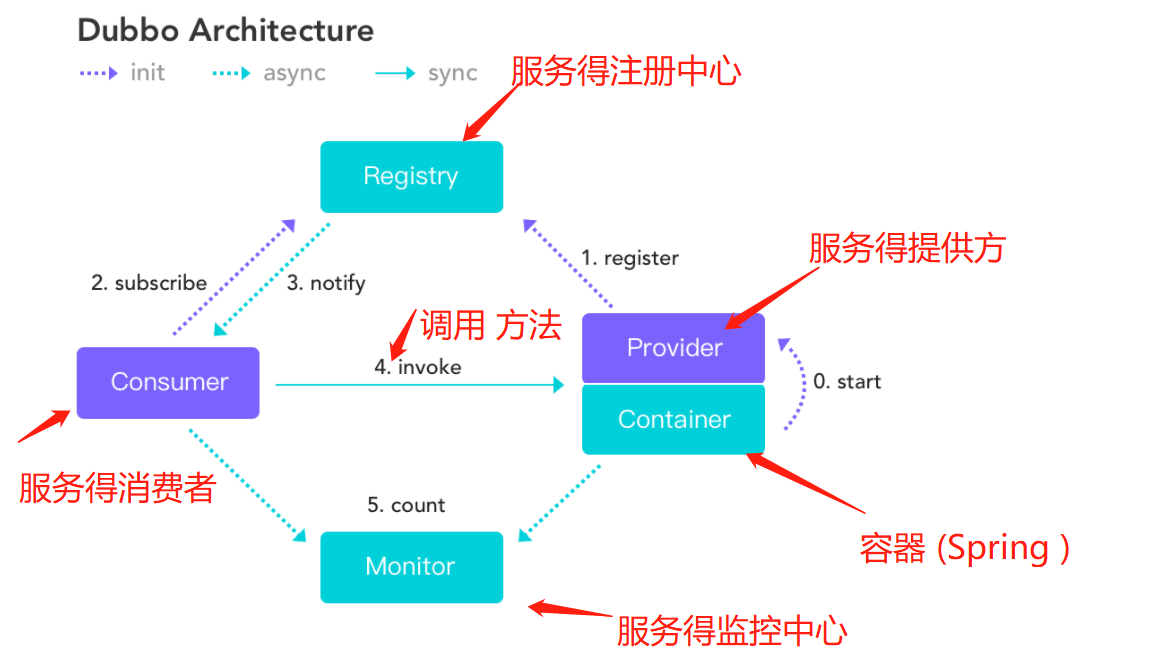 Dubbo Architecture
init async sync
服务得注册中心
Registry
服务得提供方
1. register
2. subscribe
3. notify
调用 方法
Provider
4. invoke
Consumer
0. start
Container
服务得消费者
5. count
容器 (Spring )
Monitor
服务得监控中心